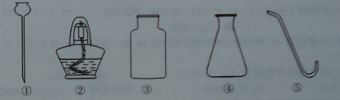 ① ② ③ ④ ⑤